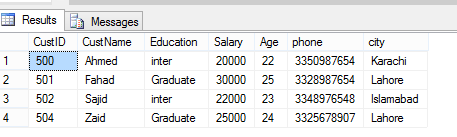 Results Messages
CustID CustName Education Salary Age phone city
1 500 Ahmed inter 20000 22 3350987654 Karachi
2 501 Fahad Graduate 30000 25 3328987654 Lahore
3 502 Sajid inter 22000 23 3348976548 Islamabad
4 504 Zaid Graduate 25000 24 3325678907 Lahore